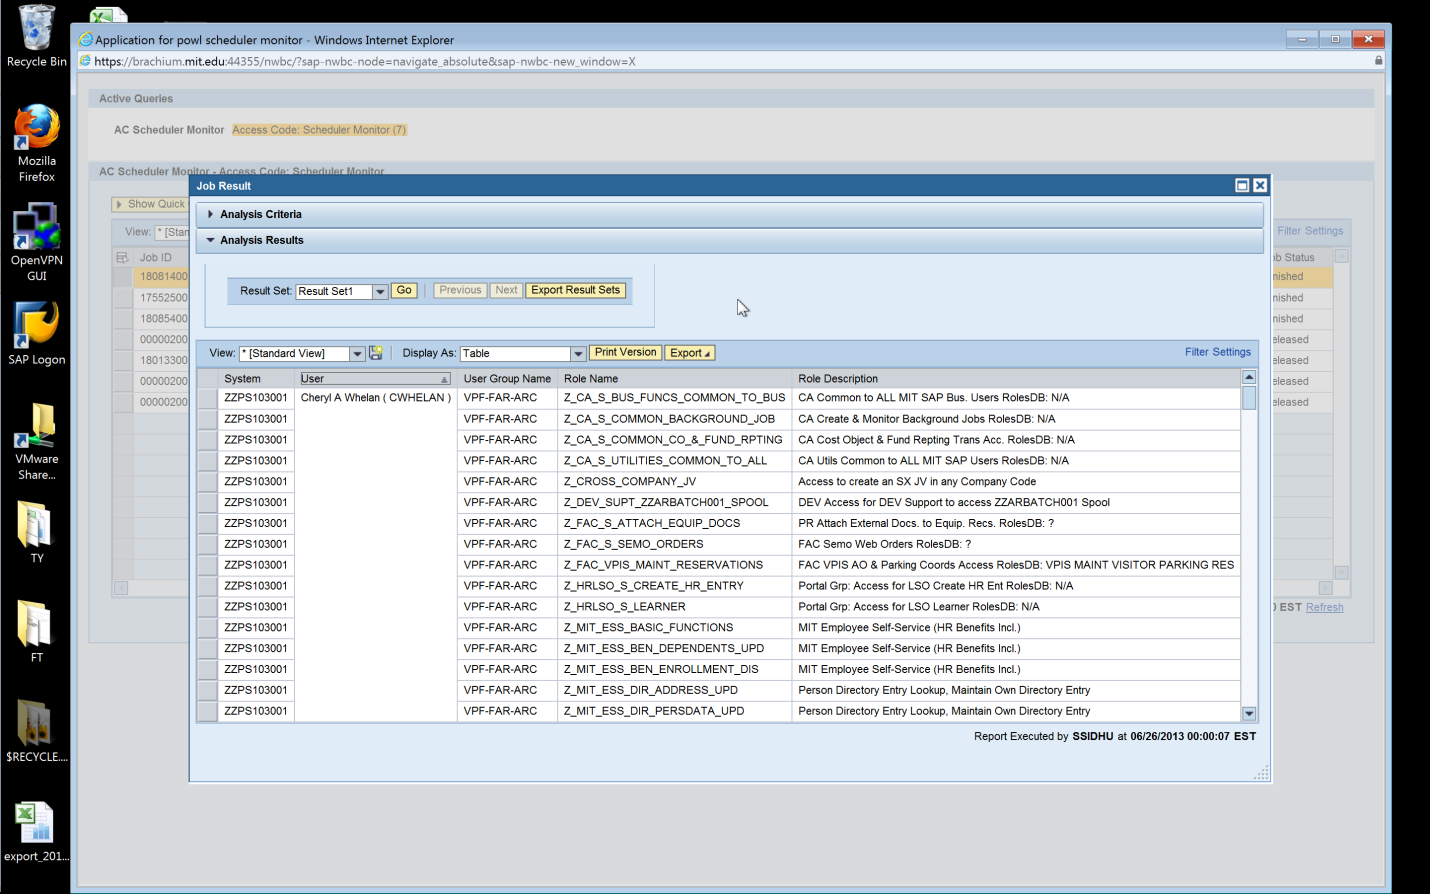 Recycle Bin
Mozilla
Firefox
OpenVPN
GUI
SAP Logon
VMware
Share...
TY
FT
$RECYCLE....
export_201...
Application for powl scheduler monitor - Windows Internet Explorer
https://brachium.mit.edu:44355/nwbc/?sap-nwbc-node=navigate_absolute&sap-nwbc-new_window=X
Active Queries
AC Scheduler Monitor Access Code: Scheduler Monitor (7)
AC Scheduler Monitor - Access Code: Scheduler Monitor
Show Quick
View: * [Stan
Filter Settings
Job ID
ob Status
18081400
nished
17552500
nished
18085400
nished
00000200
eleased
18013300
eleased
00000200
eleased
00000200
eleased
0 EST Refresh
Job Result
Analysis Criteria
Analysis Results
Result Set: Result Set1 Go Previous Next Export Result Sets
View: * [Standard View] Display As: Table Print Version Export Filter Settings
System User User Group Name Role Name Role Description
ZZPS103001 Cheryl A Whelan ( CWHELAN ) VPF-FAR-ARC Z_CA_S_BUS_FUNCS_COMMON_TO_BUS CA Common to ALL MIT SAP Bus. Users RolesDB: N/A
ZZPS103001 VPF-FAR-ARC Z_CA_S_COMMON_BACKGROUND_JOB CA Create & Monitor Background Jobs RolesDB: N/A
ZZPS103001 VPF-FAR-ARC Z_CA_S_COMMON_CO_&_FUND_RPTING CA Cost Object & Fund Repting Trans Acc. RolesDB: N/A
ZZPS103001 VPF-FAR-ARC Z_CA_S_UTILITIES_COMMON_TO_ALL CA Utils Common to ALL MIT SAP Users RolesDB: N/A
ZZPS103001 VPF-FAR-ARC Z_CROSS_COMPANY_JV Access to create an SX JV in any Company Code
ZZPS103001 VPF-FAR-ARC Z_DEV_SUPT_ZZARBATCH001_SPOOL DEV Access for DEV Support to access ZZARBATCH001 Spool
ZZPS103001 VPF-FAR-ARC Z_FAC_S_ATTACH_EQUIP_DOCS PR Attach External Docs. to Equip. Recs. RolesDB: ?
ZZPS103001 VPF-FAR-ARC Z_FAC_S_SEMO_ORDERS FAC Semo Web Orders RolesDB: ?
ZZPS103001 VPF-FAR-ARC Z_FAC_VPIS_MAINT_RESERVATIONS FAC VPIS AO & Parking Coords Access RolesDB: VPIS MAINT VISITOR PARKING RES
ZZPS103001 VPF-FAR-ARC Z_HRLSO_S_CREATE_HR_ENTRY Portal Grp: Access for LSO Create HR Ent RolesDB: N/A
ZZPS103001 VPF-FAR-ARC Z_HRLSO_S_LEARNER Portal Grp: Access for LSO Learner RolesDB: N/A
ZZPS103001 VPF-FAR-ARC Z_MIT_ESS_BASIC_FUNCTIONS MIT Employee Self-Service (HR Benefits Incl.)
ZZPS103001 VPF-FAR-ARC Z_MIT_ESS_BEN_DEPENDENTS_UPD MIT Employee Self-Service (HR Benefits Incl.)
ZZPS103001 VPF-FAR-ARC Z_MIT_ESS_BEN_ENROLLMENT_DIS MIT Employee Self-Service (HR Benefits Incl.)
ZZPS103001 VPF-FAR-ARC Z_MIT_ESS_DIR_ADDRESS_UPD Person Directory Entry Lookup, Maintain Own Directory Entry
ZZPS103001 VPF-FAR-ARC Z_MIT_ESS_DIR_PERSDATA_UPD Person Directory Entry Lookup, Maintain Own Directory Entry
Report Executed by SSIDHU at 06/26/2013 00:00:07 EST